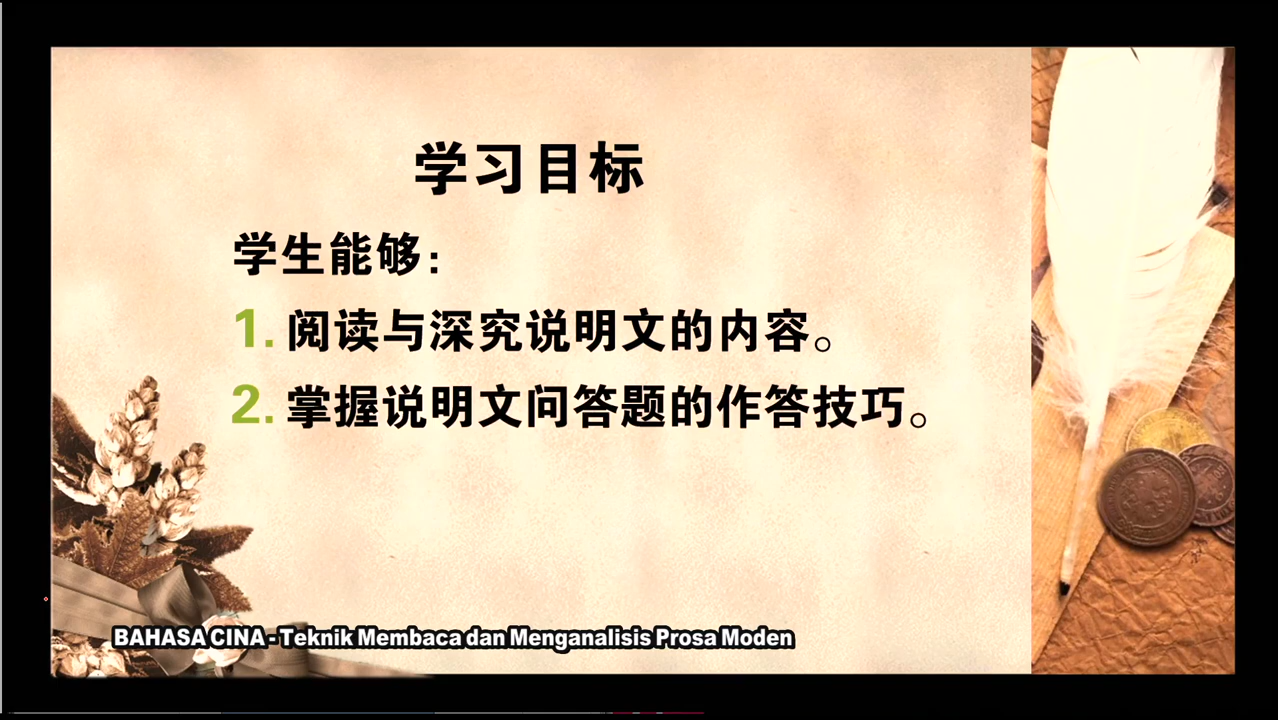 学习目标
学生能够：
1. 阅读与深究说明文的内容。
2. 掌握说明文问答题的作答技巧。
BAHASA CINA - Teknik Membaca dan Menganalisis Prosa Moden